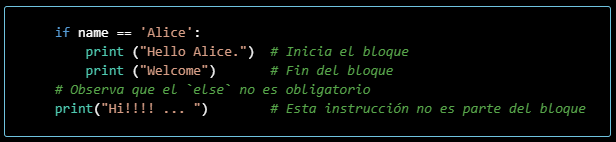 if name == 'Alice':
    print ("Hello Alice.")  # Inicia el bloque
    print ("Welcome")       # Fin del bloque
# Observa que el `else` no es obligatorio
print("Hi!!!! ... ")        # Esta instrucción no es parte del bloque